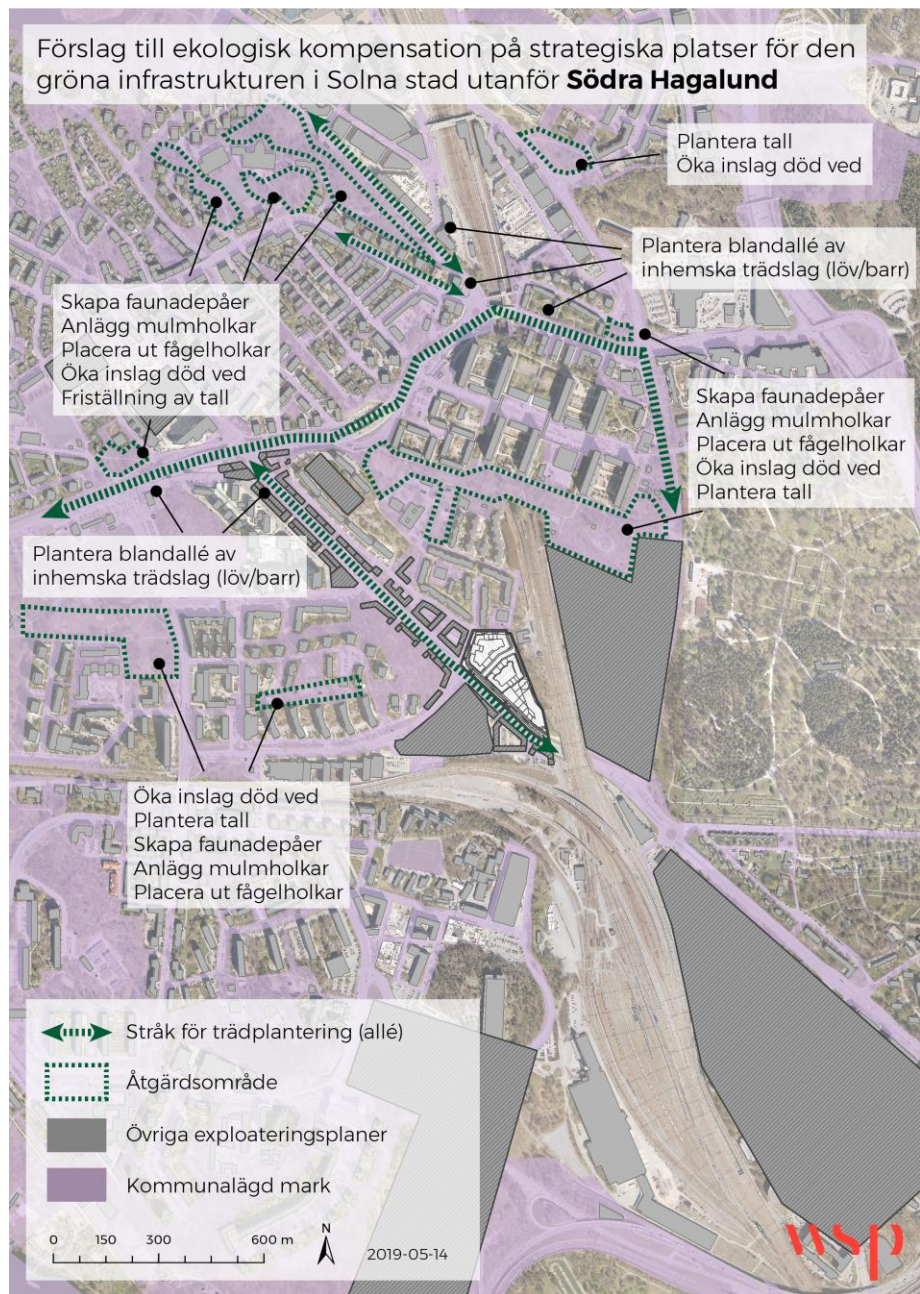 Förslag till ekologisk kompensation på strategiska platser för den
gröna infrastrukturen i Solna stad utanför Södra Hagalund
Plantera tall
Öka inslag död ved
Plantera blandallé av
inhemska trädslag (löv/barr)
Skapa faunadepåer
Anlägg mulmholkar
Placera ut fågelholkar
Öka inslag död ved
Friställning av tall
Skapa faunadepåer
Anlägg mulmholkar
Placera ut fågelholkar
Öka inslag död ved
Plantera tall
Plantera blandallé av
inhemska trädslag (löv/barr)
Öka inslag död ved
Plantera tall
Skapa faunadepåer
Anlägg mulmholkar
Placera ut fågelholkar
Stråk för trädplantering (allé)
Åtgärdsområde
Övriga exploateringsplaner
Kommunalägd mark
0 150 300 600 m
N
2019-05-14
wsp